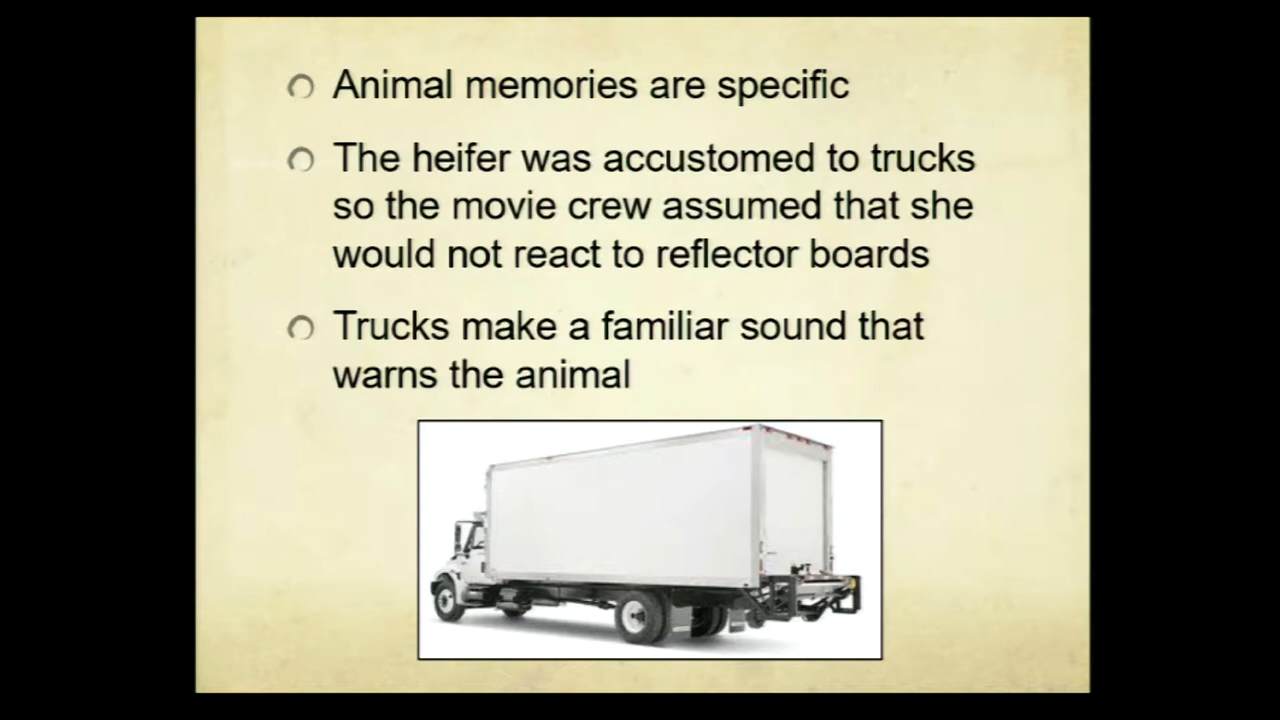 Animal memories are specific
The heifer was accustomed to trucks
so the movie crew assumed that she
would not react to reflector boards
Trucks make a familiar sound that
warns the animal